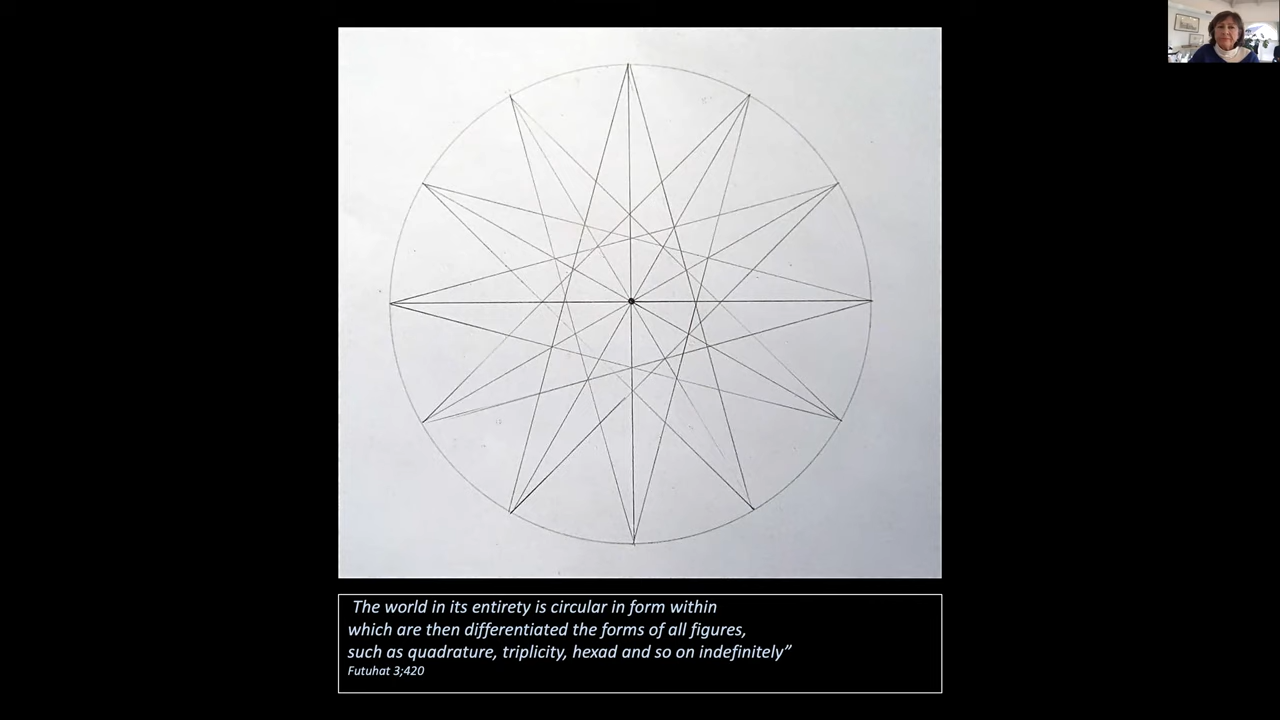 The world in its entirety is circular in form within
which are then differentiated the forms of all figures,
such as quadrature, triplicity, hexad and so on indefinitely”
Futuhat 3;420